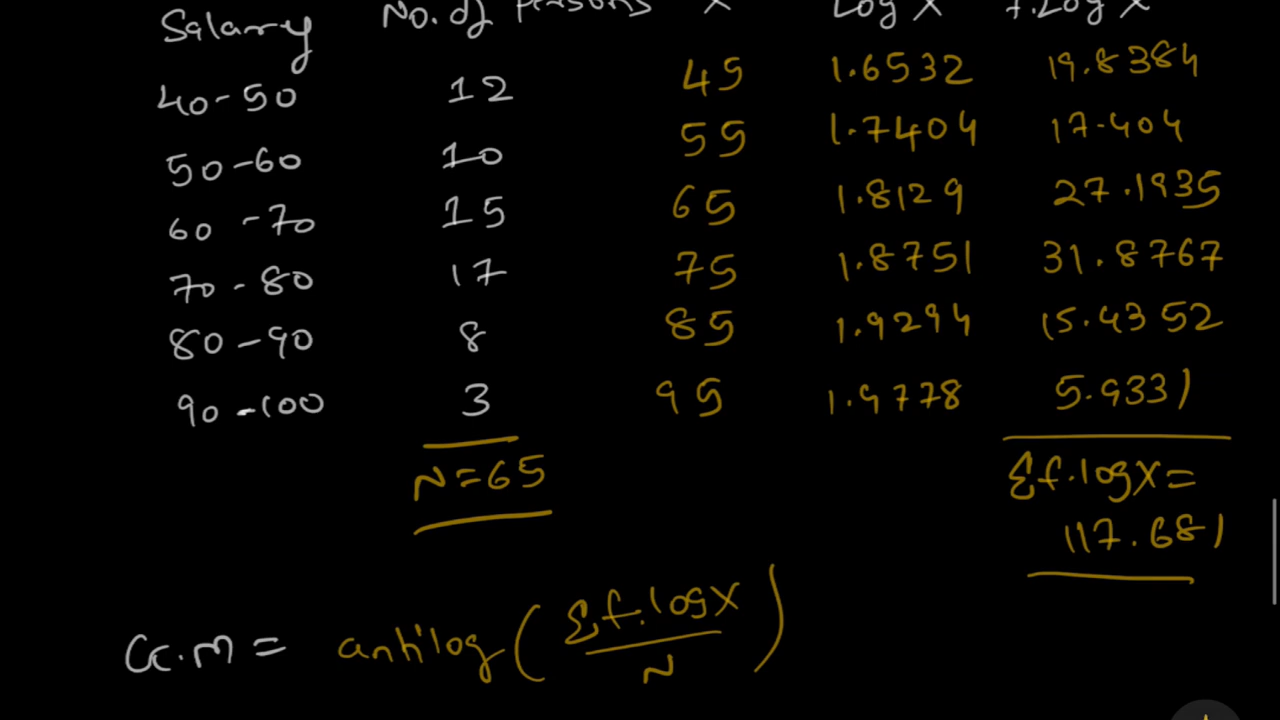 Salarry No. of Persons X Log X f.Log X
40-50 12 45 1.6532 19.8384
50-60 10 55 1.7404 17.404
60-70 15 65 1.8129 27.1935
70-80 17 75 1.8751 31.8767
80-90 8 85 1.9294 15.4352
90-100 3 95 1.9778 5.9331
N=65 Σf.logX=
117.681
G.M= antilog(Σf.logX/N)